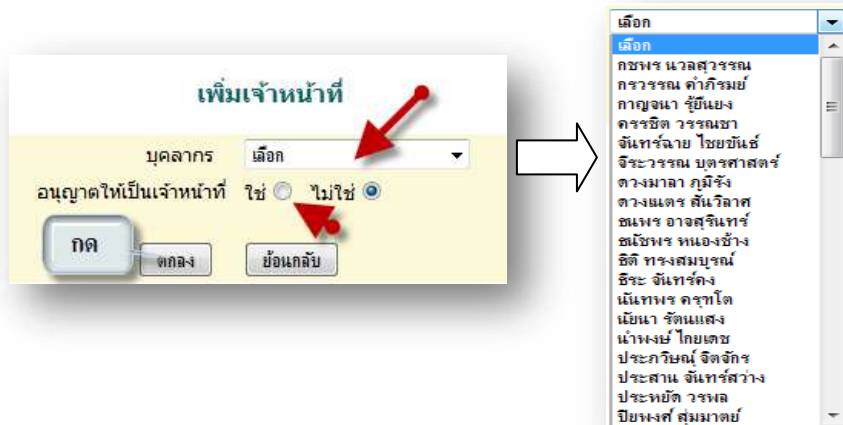 เพิ่มเจ้าหน้าที่
บุคลากร เลือก
อนุญาตให้เป็นเจ้าหน้าที่ ใช่ ไม่ใช่
กด
ตกลง ย้อนกลับ
เลือก
เลือก
กชพร นวลสุวรรณ
กรวรรณ คำภิรมย์
กาญจนา รู้ยืนยง
ครรชิต วรรณชา
จันทร์ฉาย ไชยขันธ์
จิระวรรณ บุตรศาสตร์
ดวงมาลา ภูมิรัง
ดวงเนตร สันวิลาศ
ชนพร อาจสุรินทร์
ธนัชพร หนองช้าง
ธิติ ทรงสมบูรณ์
ธีระ จันทร์คง
นันทพร ครุฑโต
นัยนา รัตนแสง
นำพงษ์ ไกยเดช
ประภวิษณุ์ จิตจักร
ประสาน จันทร์สว่าง
ประหยัด วรพล
ปิยพงศ์ สุ่มมาตย์